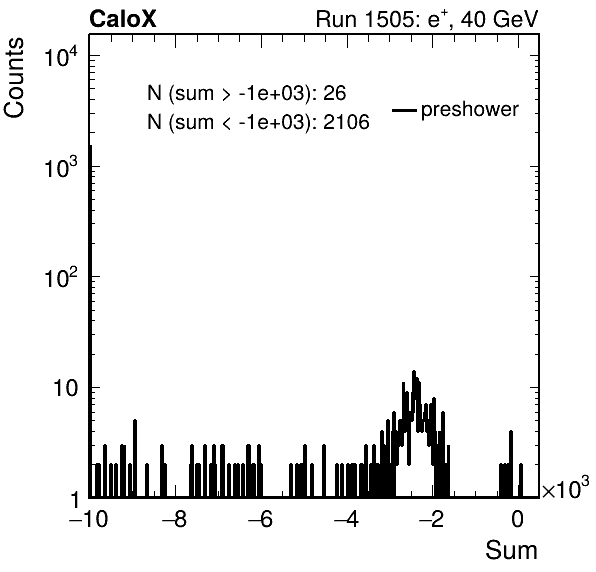 CaloX Run 1505: e⁺, 40 GeV
Counts
N (sum > -1e+03): 26
N (sum < -1e+03): 2106
preshower
10⁴
10³
10²
10
1
−10 −8 −6 −4 −2 0 ×10³
Sum